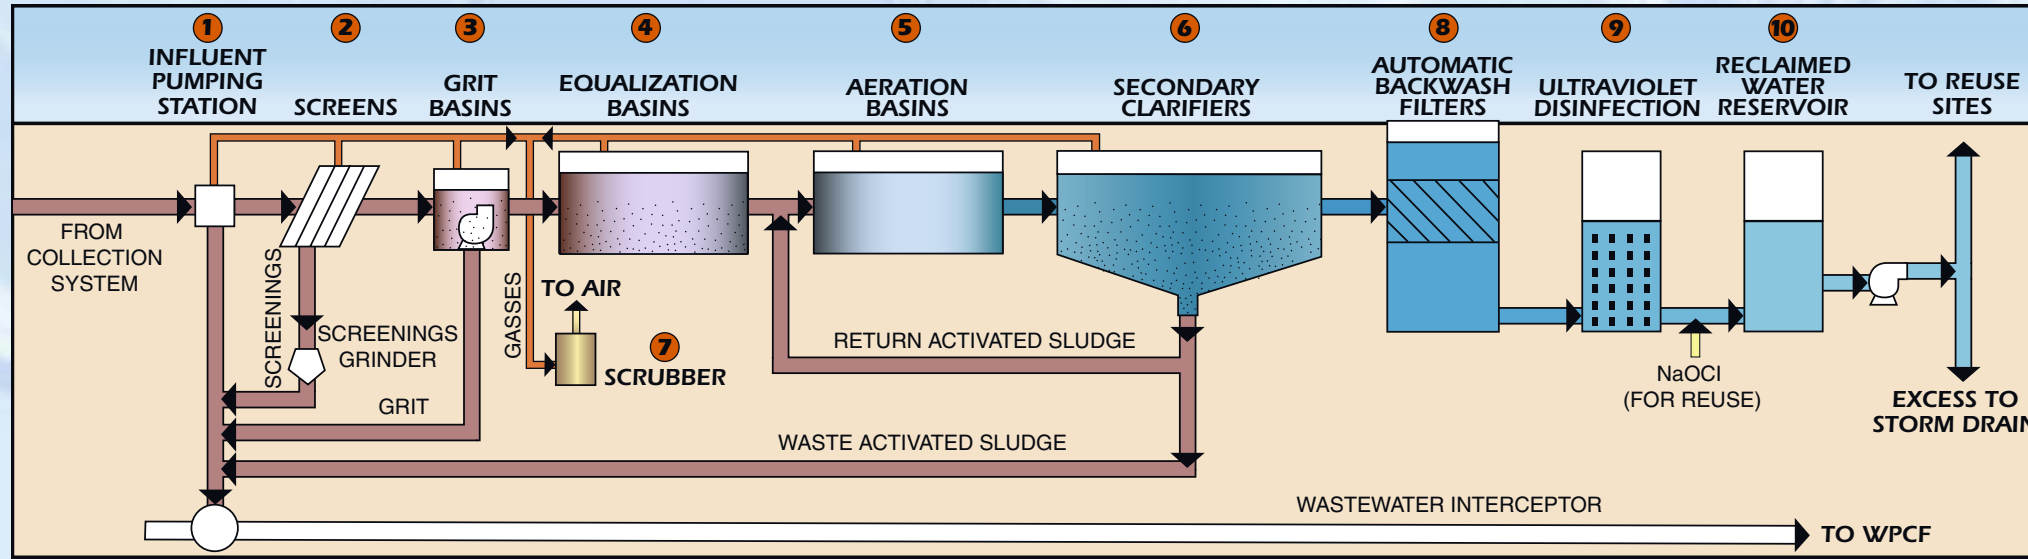 1
INFLUENT
PUMPING
STATION
2
SCREENS
3
GRIT
BASINS
4
EQUALIZATION
BASINS
5
AERATION
BASINS
6
SECONDARY
CLARIFIERS
8
AUTOMATIC
BACKWASH
FILTERS
9
ULTRAVIOLET
DISINFECTION
10
RECLAIMED
WATER
RESERVOIR
TO REUSE
SITES
FROM
COLLECTION
SYSTEM
SCREENINGS
SCREENINGS
GRINDER
GRIT
GASSES
TO AIR
7
SCRUBBER
RETURN ACTIVATED SLUDGE
WASTE ACTIVATED SLUDGE
NaOCl
(FOR REUSE)
EXCESS TO
STORM DRAIN
WASTEWATER INTERCEPTOR
TO WPCF